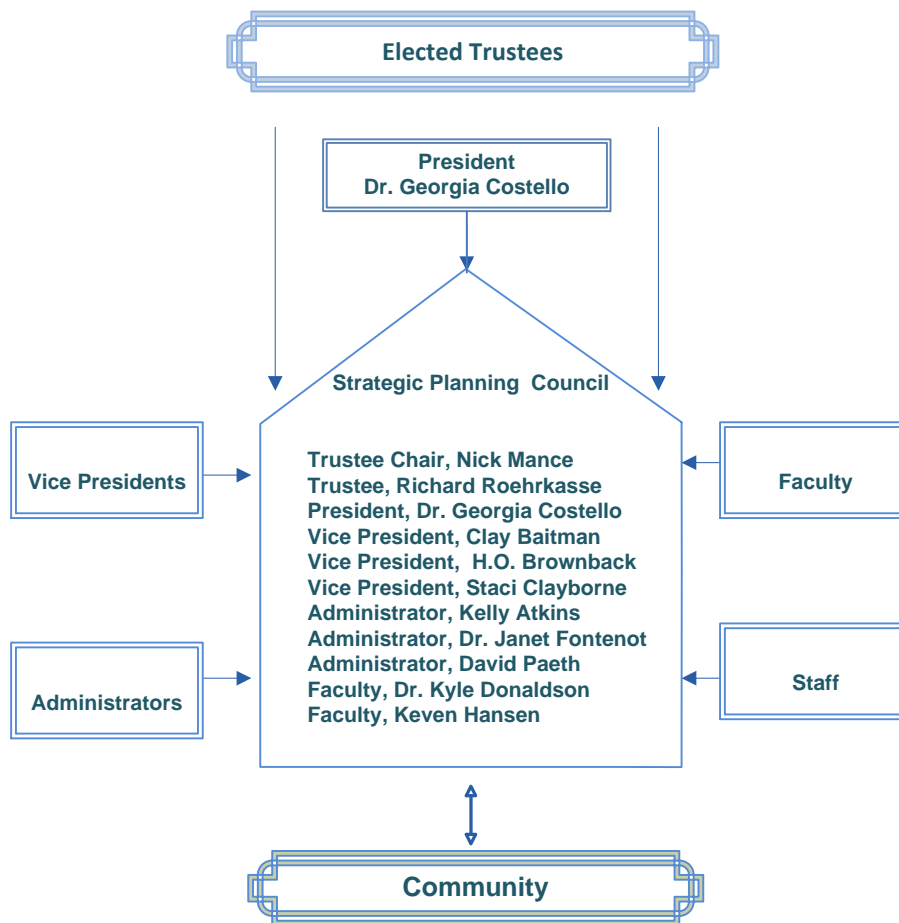 Elected Trustees
President
Dr. Georgia Costello
Strategic Planning Council
Trustee Chair, Nick Mance
Trustee, Richard Roehrkasse
President, Dr. Georgia Costello
Vice President, Clay Baitman
Vice President, H.O. Brownback
Vice President, Staci Clayborne
Administrator, Kelly Atkins
Administrator, Dr. Janet Fontenot
Administrator, David Paeth
Faculty, Dr. Kyle Donaldson
Faculty, Keven Hansen
Vice Presidents
Administrators
Faculty
Staff
Community